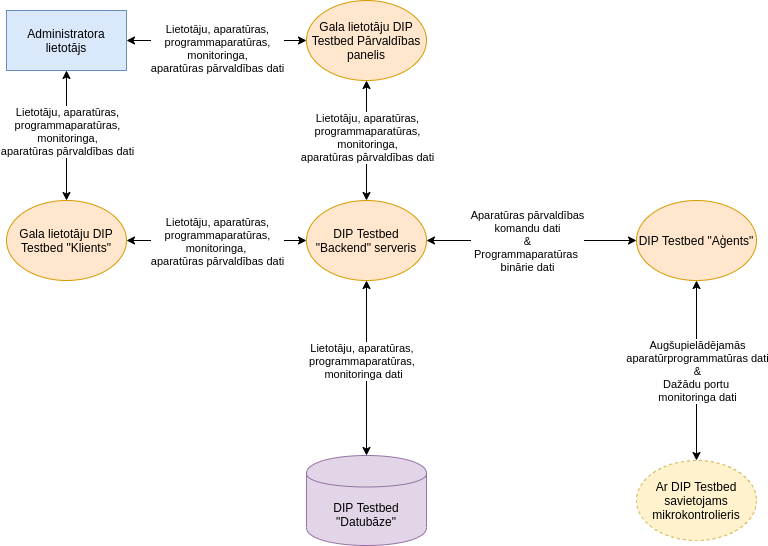 Administratora
lietotājs
Lietotāju, aparatūras,
programmaparatūras,
monitoringa,
aparatūras pārvaldības dati
Gala lietotāju DIP
Testbed Pārvaldības
panelis
Lietotāju, aparatūras,
programmaparatūras,
monitoringa,
aparatūras pārvaldības dati
Lietotāju, aparatūras,
programmaparatūras,
monitoringa,
aparatūras pārvaldības dati
Gala lietotāju DIP
Testbed "Klients"
Lietotāju, aparatūras,
programmaparatūras,
monitoringa,
aparatūras pārvaldības dati
DIP Testbed
"Backend" serveris
Aparatūras pārvaldības
komandu dati
&
Programmaparatūras
binārie dati
DIP Testbed "Aģents"
Lietotāju, aparatūras,
programmaparatūras,
monitoringa dati
Augšupielādējamās
aparatūrprogrammatūras dati
&
Dažādu portu
monitoringa dati
DIP Testbed
"Datubāze"
Ar DIP Testbed
savietojams
mikrokontrolieris